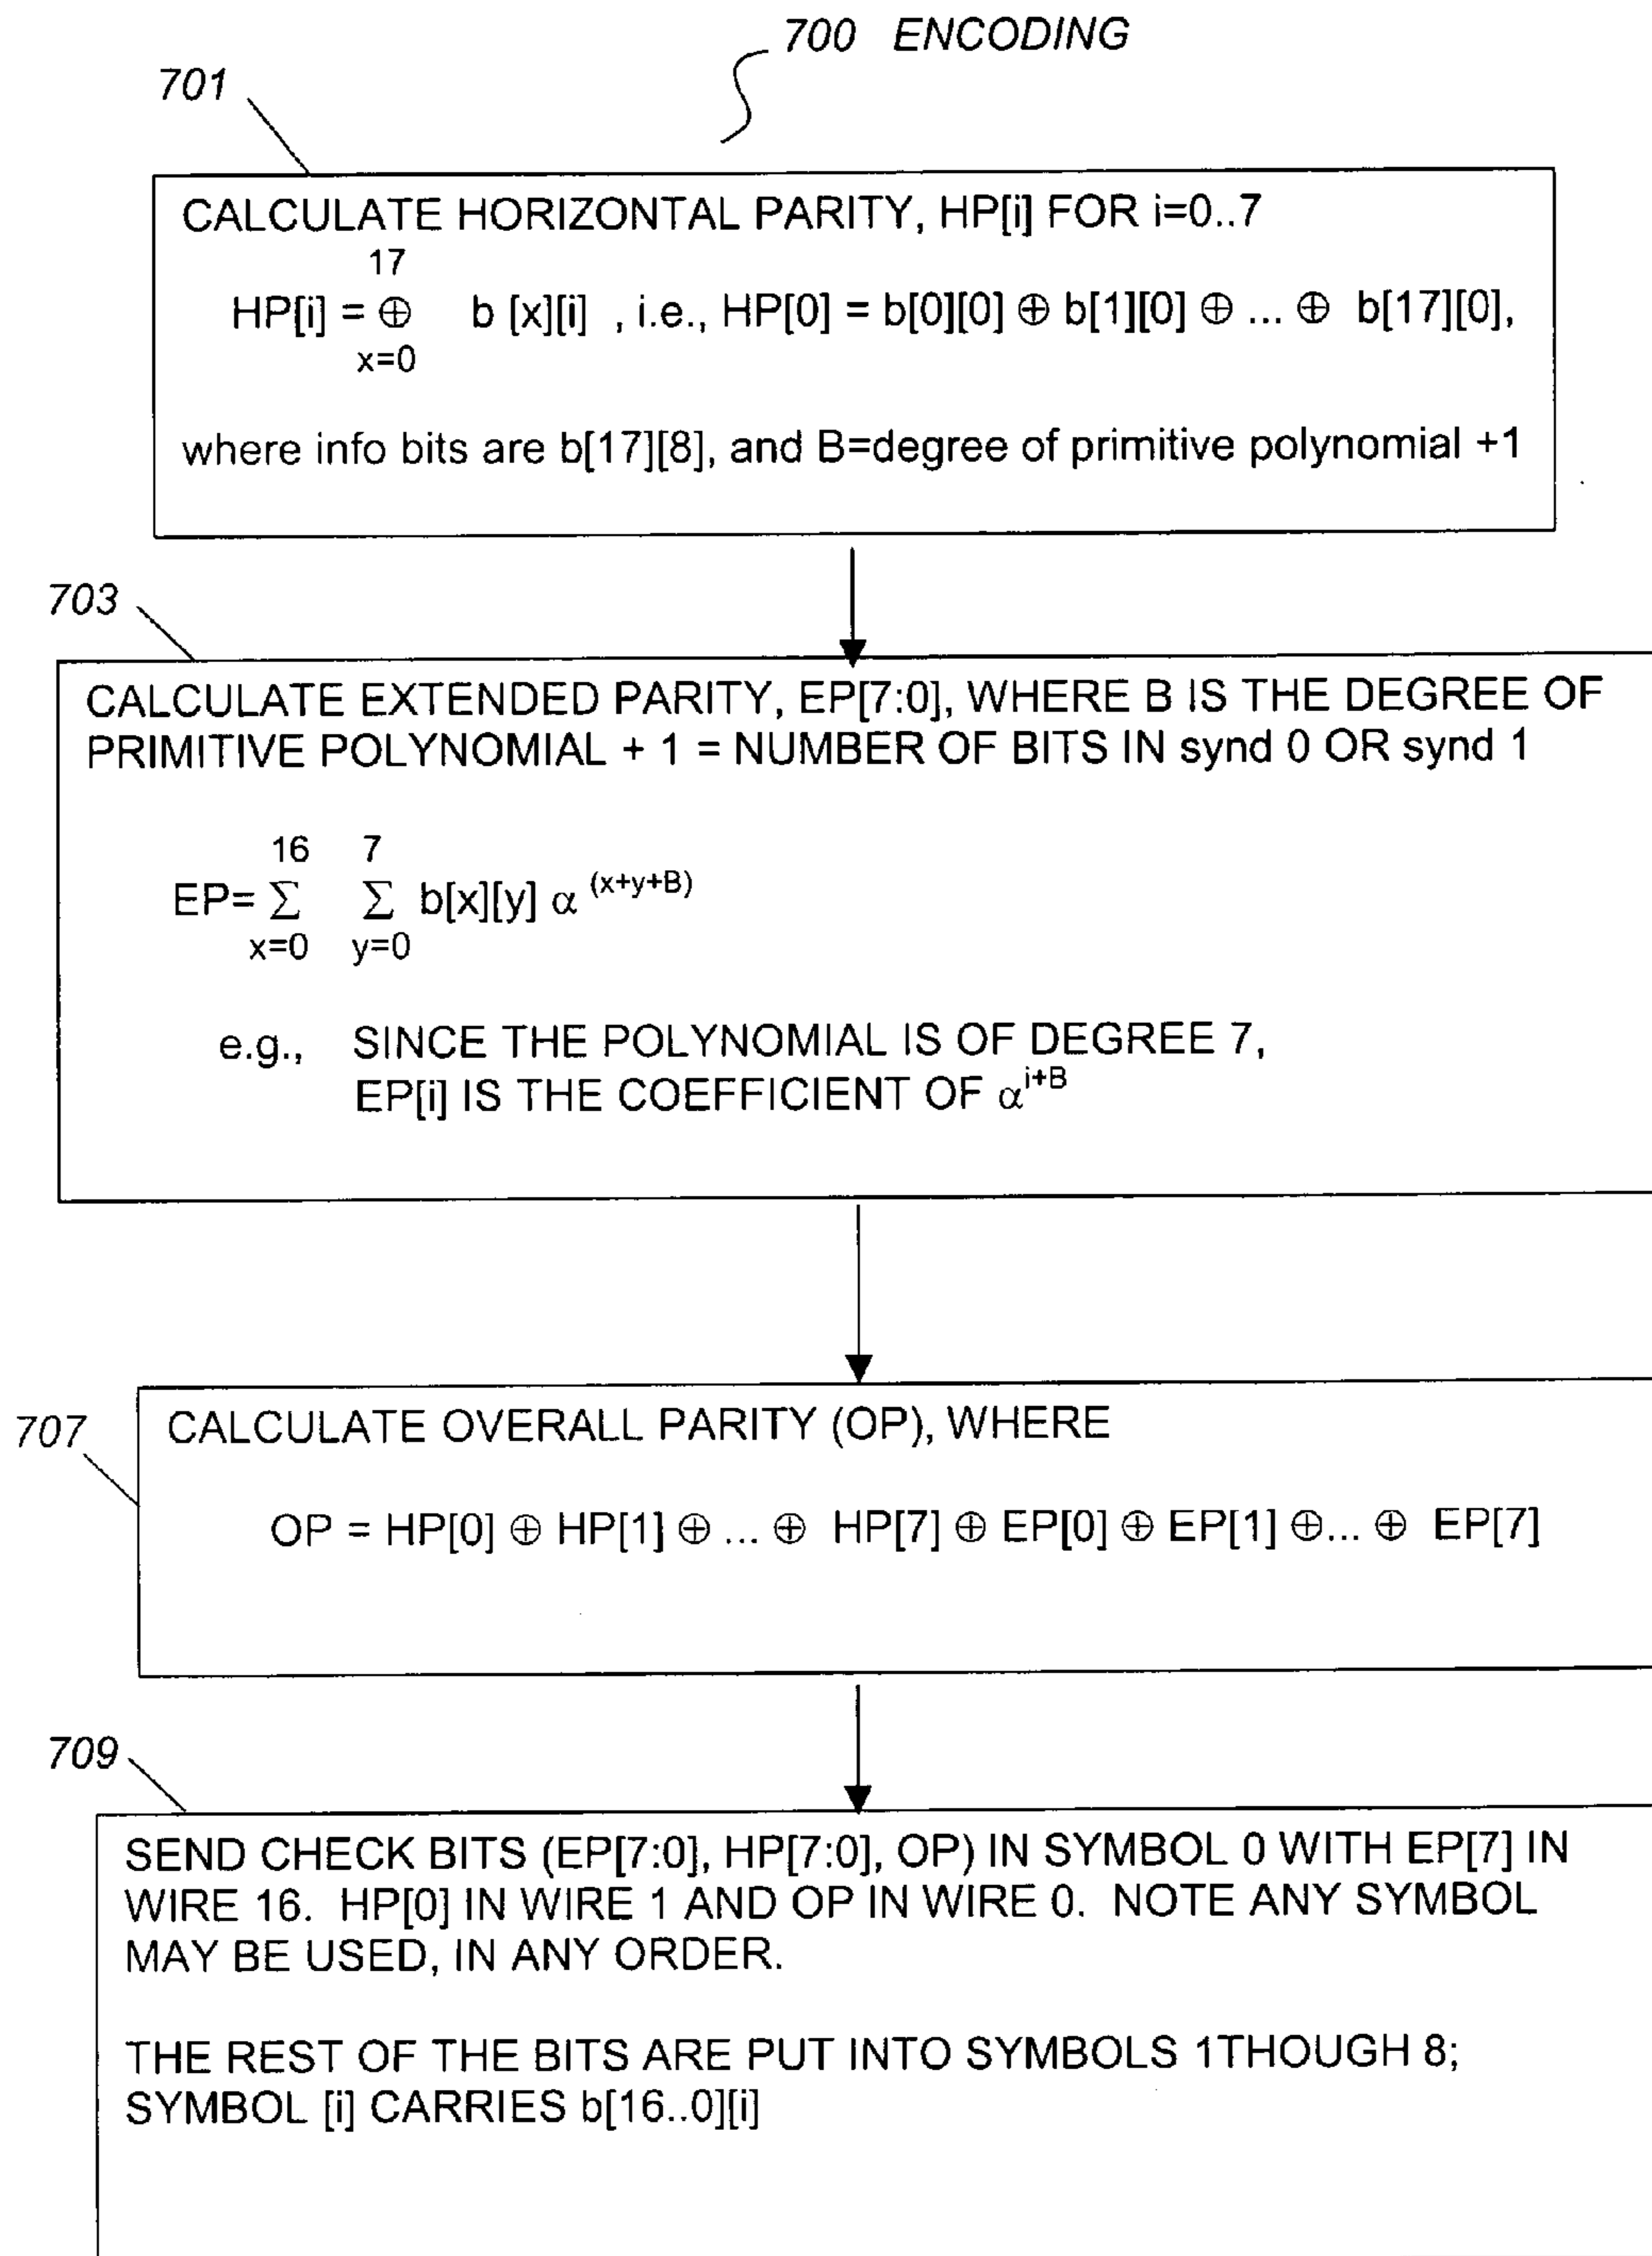 700 ENCODING
701
CALCULATE HORIZONTAL PARITY, HP[i] FOR i=0..7
17
HP[i] = ⊕ b [x][i] , i.e., HP[0] = b[0][0] ⊕ b[1][0] ⊕ ... ⊕ b[17][0],
x=0
where info bits are b[17][8], and B=degree of primitive polynomial +1
703
CALCULATE EXTENDED PARITY, EP[7:0], WHERE B IS THE DEGREE OF
PRIMITIVE POLYNOMIAL + 1 = NUMBER OF BITS IN synd 0 OR synd 1
16 7
EP= Σ Σ b[x][y] α (x+y+B)
x=0 y=0
e.g., SINCE THE POLYNOMIAL IS OF DEGREE 7,
EP[i] IS THE COEFFICIENT OF α i+B
707
CALCULATE OVERALL PARITY (OP), WHERE
OP = HP[0] ⊕ HP[1] ⊕ ... ⊕ HP[7] ⊕ EP[0] ⊕ EP[1] ⊕... ⊕ EP[7]
709
SEND CHECK BITS (EP[7:0], HP[7:0], OP) IN SYMBOL 0 WITH EP[7] IN
WIRE 16. HP[0] IN WIRE 1 AND OP IN WIRE 0. NOTE ANY SYMBOL
MAY BE USED, IN ANY ORDER.
THE REST OF THE BITS ARE PUT INTO SYMBOLS 1THOUGH 8;
SYMBOL [i] CARRIES b[16..0][i]